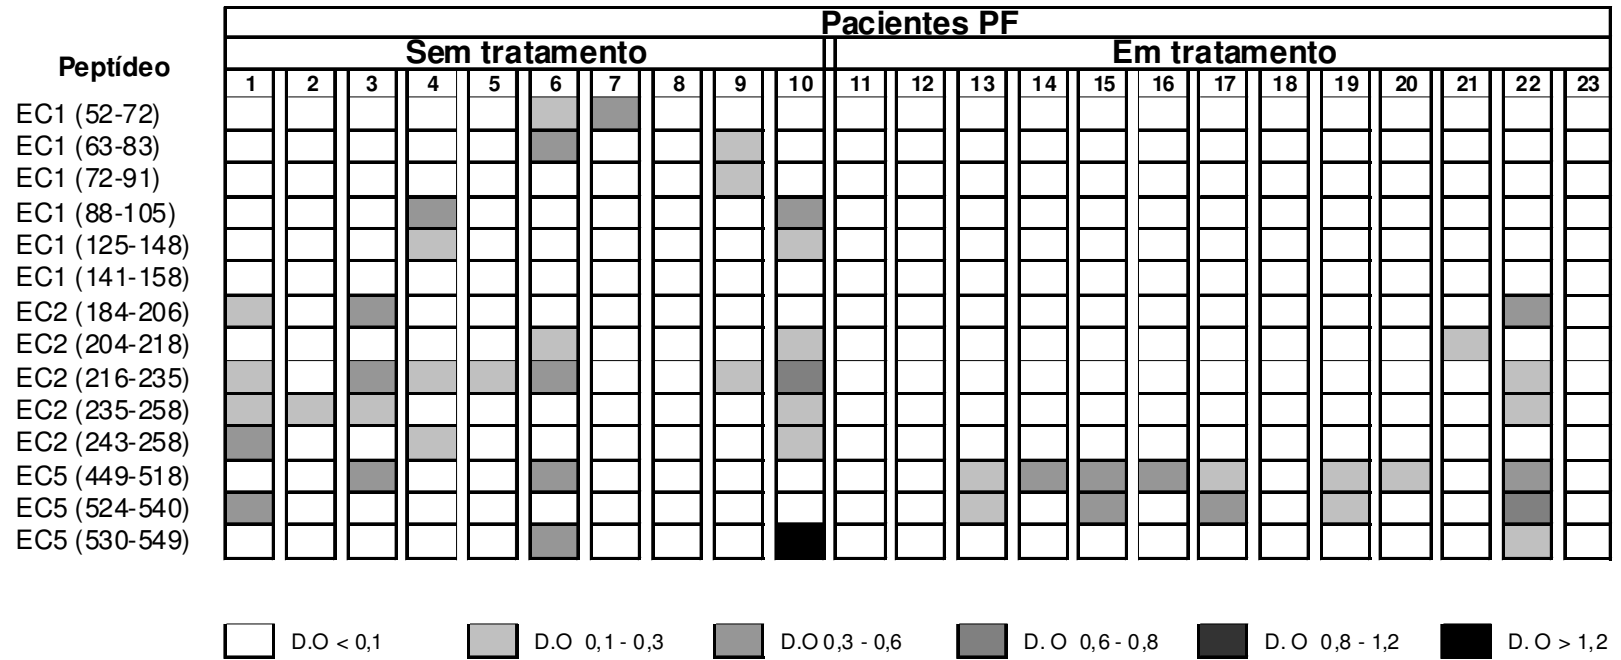 Pacientes PF
Sem tratamento Em tratamento
Peptídeo
1 2 3 4 5 6 7 8 9 10 11 12 13 14 15 16 17 18 19 20 21 22 23
EC1 (52-72)
EC1 (63-83)
EC1 (72-91)
EC1 (88-105)
EC1 (125-148)
EC1 (141-158)
EC2 (184-206)
EC2 (204-218)
EC2 (216-235)
EC2 (235-258)
EC2 (243-258)
EC5 (449-518)
EC5 (524-540)
EC5 (530-549)
D.O < 0,1 D.O 0,1 - 0,3 D.O 0,3 - 0,6 D. O 0,6 - 0,8 D. O 0,8 - 1,2 D. O > 1,2